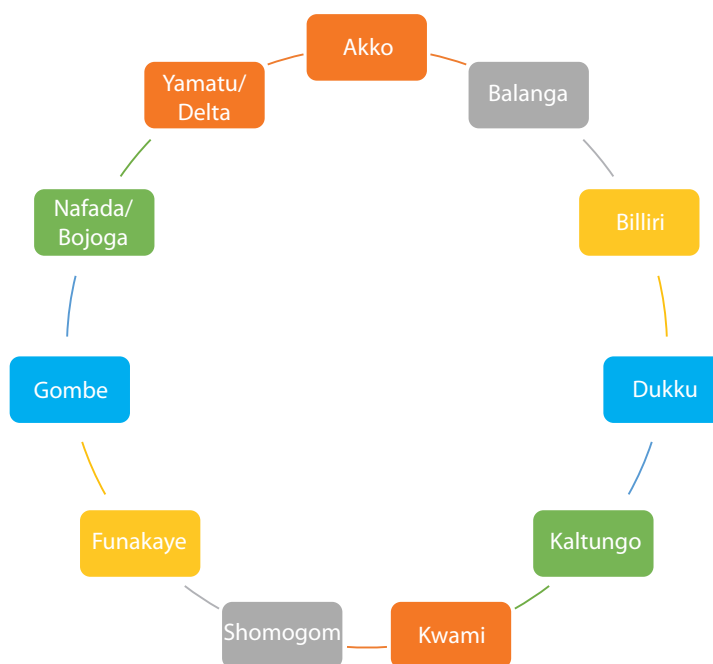 Akko
Balanga
Billiri
Dukku
Kaltungo
Kwami
Shomogom
Funakaye
Gombe
Nafada/
Bojoga
Yamatu/
Delta